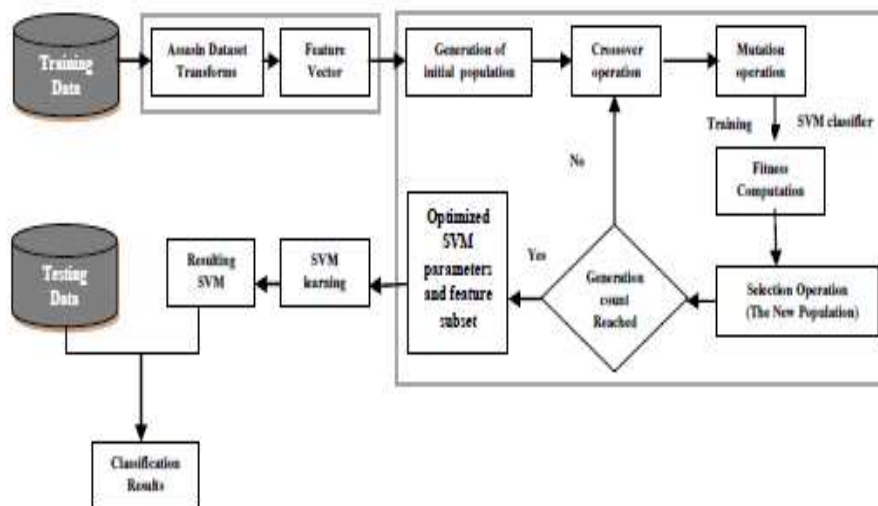 Training
Data
Assasin Dataset
Transforms
Feature
Vector
Generation of
initial population
Crossover
operation
Mutation
operation
Training
SVM classifier
Fitness
Computation
Selection Operation
(The New Population)
Generation
count
Reached
No
Yes
Optimized
SVM
parameters
and feature
subset
SVM
learning
Resulting
SVM
Testing
Data
Classification
Results